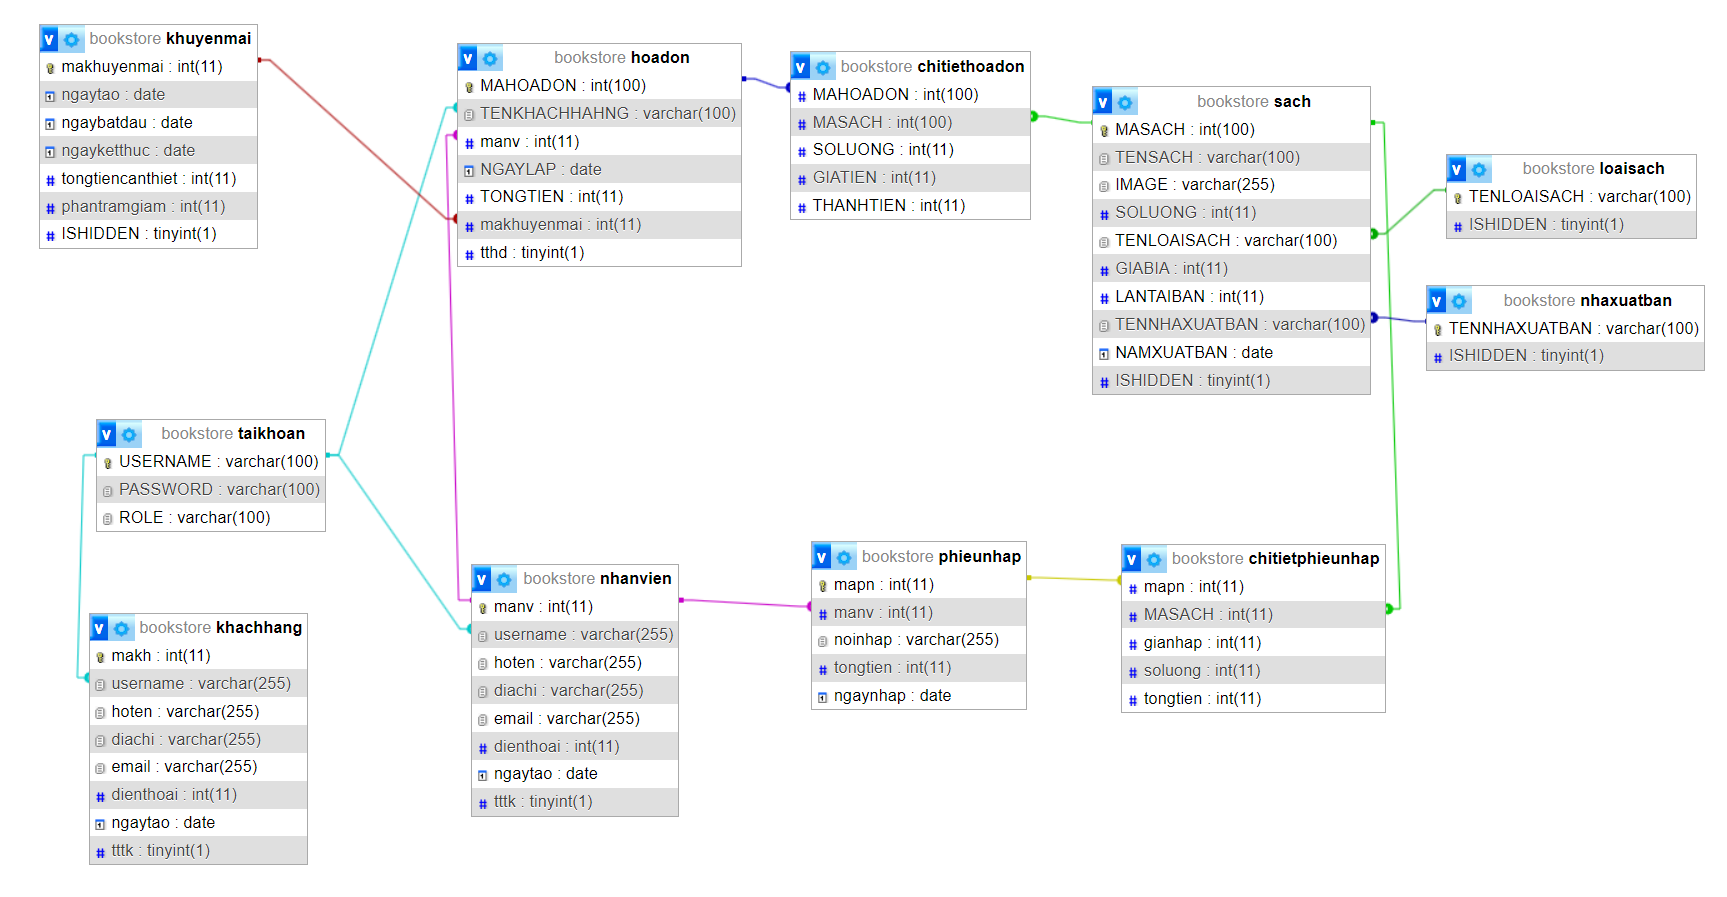 bookstore khuyenmai
makhuyenmai : int(11)
ngaytao : date
ngaybatdau : date
ngayketthuc : date
tongtiencanthiet : int(11)
phantramgiam : int(11)
ISHIDDEN : tinyint(1)
bookstore hoadon
MAHOADON : int(100)
TENKHACHHAHNG : varchar(100)
manv : int(11)
NGAYLAP : date
TONGTIEN : int(11)
makhuyenmai : int(11)
tthd : tinyint(1)
bookstore chitiethoadon
MAHOADON : int(100)
MASACH : int(100)
SOLUONG : int(11)
GIATIEN : int(11)
THANHTIEN : int(11)
bookstore sach
MASACH : int(100)
TENSACH : varchar(100)
IMAGE : varchar(255)
SOLUONG : int(11)
TENLOAISACH : varchar(100)
GIABIA : int(11)
LANTAIBAN : int(11)
TENNHAXUATBAN : varchar(100)
NAMXUATBAN : date
ISHIDDEN : tinyint(1)
bookstore loaisach
TENLOAISACH : varchar(100)
ISHIDDEN : tinyint(1)
bookstore nhaxuatban
TENNHAXUATBAN : varchar(100)
ISHIDDEN : tinyint(1)
bookstore taikhoan
USERNAME : varchar(100)
PASSWORD : varchar(100)
ROLE : varchar(100)
bookstore khachhang
makh : int(11)
username : varchar(255)
hoten : varchar(255)
diachi : varchar(255)
email : varchar(255)
dienthoai : int(11)
ngaytao : date
tttk : tinyint(1)
bookstore nhanvien
manv : int(11)
username : varchar(255)
hoten : varchar(255)
diachi : varchar(255)
email : varchar(255)
dienthoai : int(11)
ngaytao : date
tttk : tinyint(1)
bookstore phieunhap
mapn : int(11)
manv : int(11)
noinhap : varchar(255)
tongtien : int(11)
ngaynhap : date
bookstore chitietphieunhap
mapn : int(11)
MASACH : int(11)
gianhap : int(11)
soluong : int(11)
tongtien : int(11)